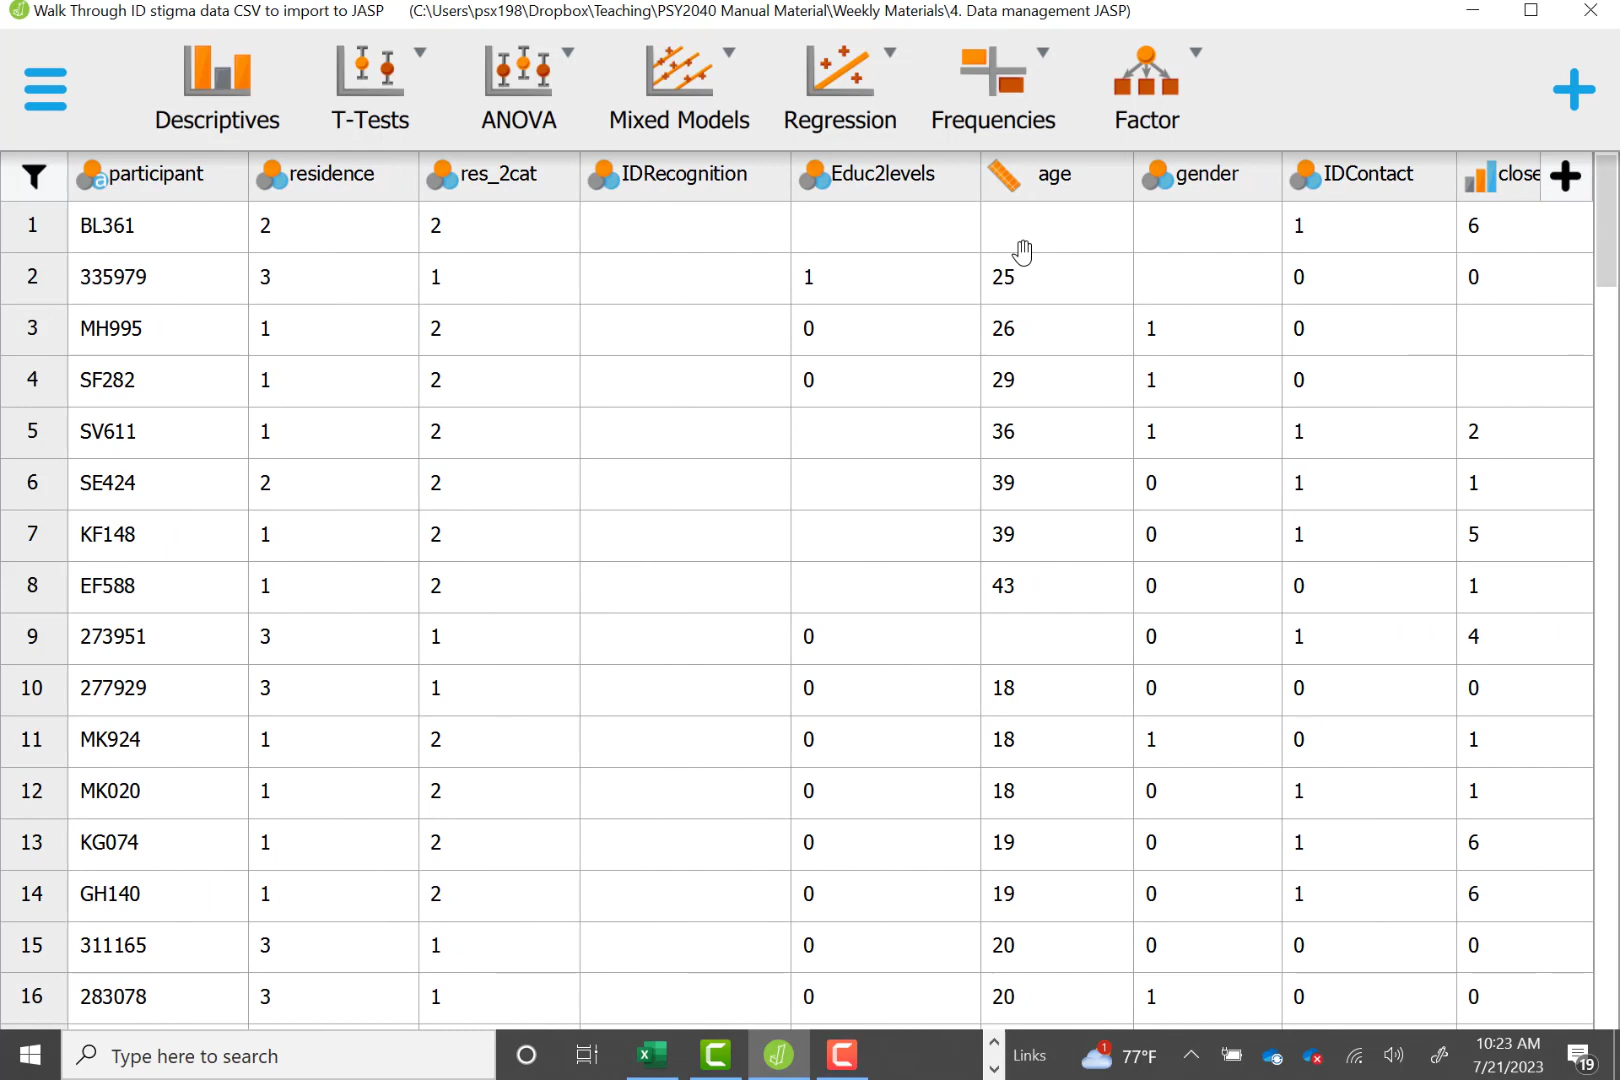 Walk Through ID stigma data CSV to import to JASP (C:\Users\psx198\Dropbox\Teaching\PSY2040 Manual Material\Weekly Materials\4. Data management JASP)
Descriptives T-Tests ANOVA Mixed Models Regression Frequencies Factor
participant residence res_2cat IDRecognition Educ2levels age gender IDContact close
1 BL361 2 2 1 6
2 335979 3 1 1 25 0 0
3 MH995 1 2 0 26 1 0
4 SF282 1 2 0 29 1 0
5 SV611 1 2 36 1 1 2
6 SE424 2 2 39 0 1 1
7 KF148 1 2 39 0 1 5
8 EF588 1 2 43 0 0 1
9 273951 3 1 0 0 1 4
10 277929 3 1 0 18 0 0 0
11 MK924 1 2 0 18 1 0 1
12 MK020 1 2 0 18 0 1 1
13 KG074 1 2 0 19 0 1 6
14 GH140 1 2 0 19 0 1 6
15 311165 3 1 0 20 0 0 0
16 283078 3 1 0 20 1 0 0
Type here to search Links 1 77°F 10:23 AM
7/21/2023 19